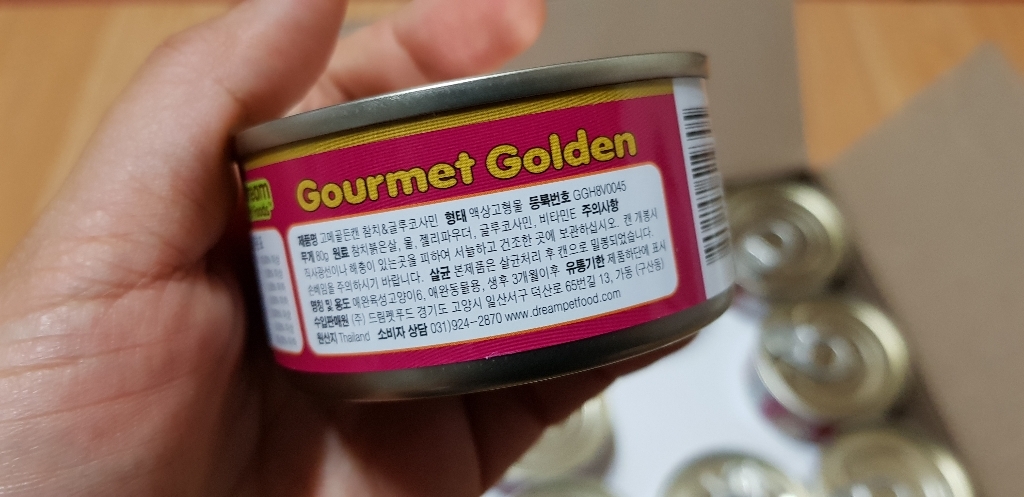 Gourmet Golden
제품명 고메골든캔 참치&글루코사민 형태 액상고형물 등록번호 GGH8V0045
무게 80g 원료 참치붉은살, 물, 젤리파우더, 글루코사민, 비타민E 주의사항
직사광선이나 해충이 있는곳을 피하여 서늘하고 건조한 곳에 보관하십시오. 캔 개봉시
손베임을 주의하시기 바랍니다. 살균 본제품은 살균처리 후 캔으로 밀봉되었습니다.
명칭 및 용도 애완육성고양이6, 애완동물용, 생후 3개월이후 유통기한 제품하단에 표시
수입판매원 (주) 드림펫푸드 경기도 고양시 일산서구 덕산로 65번길 13, 가동 (구산동)
원산지 Thailand 소비자 상담 031)924-2870 www.dreampetfood.com